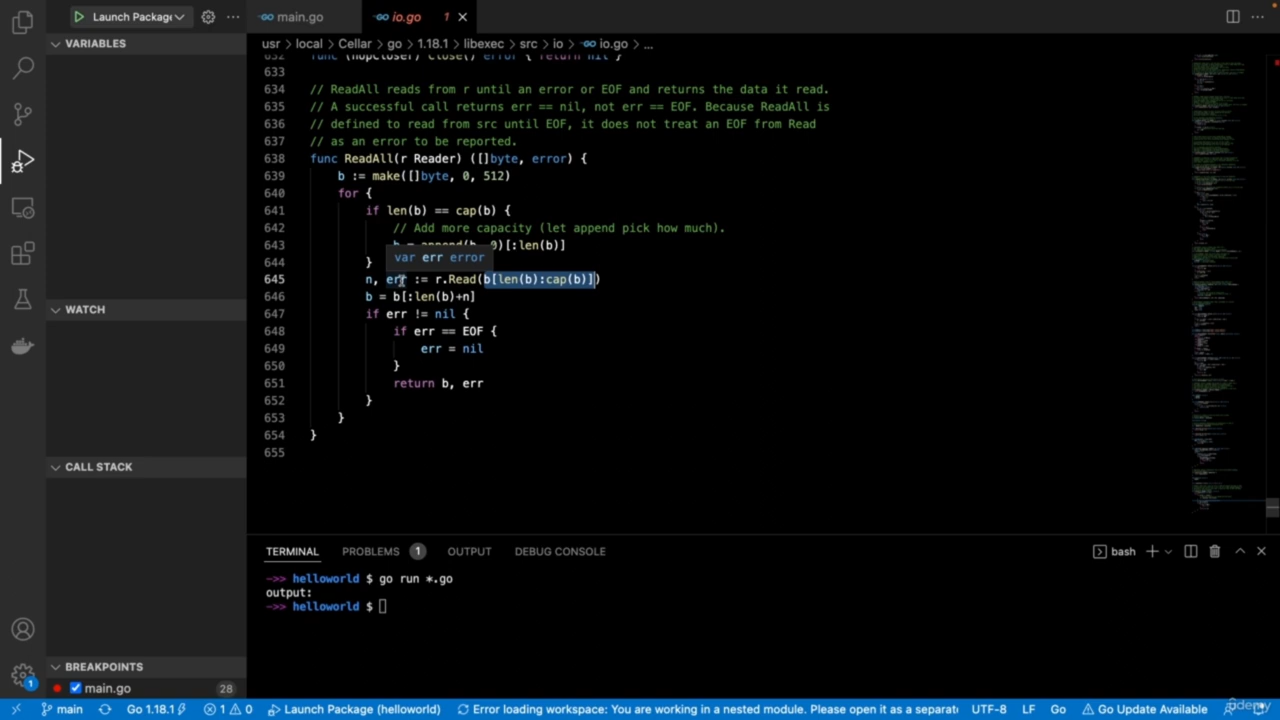 Launch Package
main.go
io.go
1
usr > local > Cellar > go > 1.18.1 > libexec > src > io > io.go > ...
VARIABLES
WATCH
CALL STACK
BREAKPOINTS
main.go
28
632 func (nopCloser) Close() error { return nil }
633
634 // ReadAll reads from r until an error or EOF and returns the data it read.
635 // A successful call returns err == nil, not err == EOF. Because ReadAll is
636 // defined to read from src until EOF, it does not treat an EOF from Read
637 // as an error to be reported.
638 func ReadAll(r Reader) ([]byte, error) {
639 b := make([]byte, 0, 512)
640 for {
641 if len(b) == cap(b) {
642 // Add more capacity (let append pick how much).
643 b = append(b, 0)[:len(b)]
644 }
var err error
645 n, err := r.Read(b[len(b):cap(b)])
646 b = b[:len(b)+n]
647 if err != nil {
648 if err == EOF {
649 err = nil
650 }
651 return b, err
652 }
653 }
654 }
655
TERMINAL PROBLEMS 1 OUTPUT DEBUG CONSOLE
bash
->> helloworld $ go run *.go
output:
->> helloworld $
1
main Go 1.18.1 1 0 Launch Package (helloworld) Error loading workspace: You are working in a nested module. Please open it as a separat UTF-8 LF Go Go Update Available
udemy